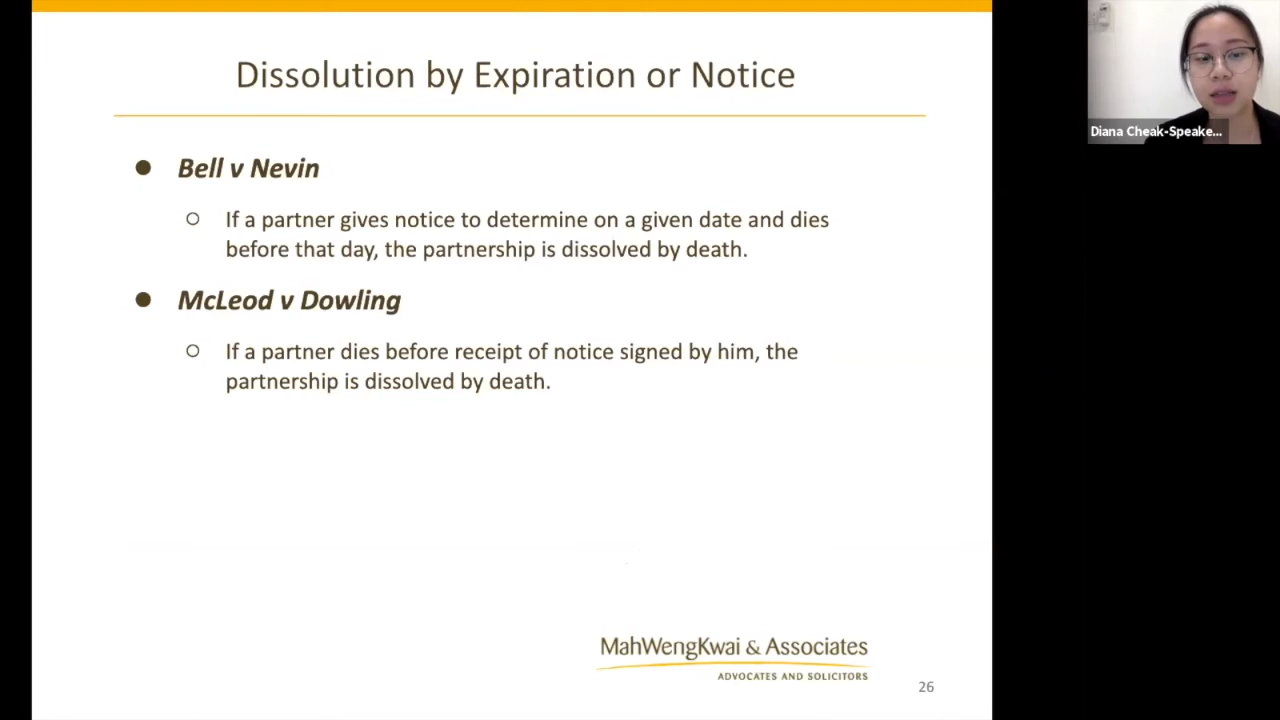 Dissolution by Expiration or Notice
Bell v Nevin
If a partner gives notice to determine on a given date and dies
before that day, the partnership is dissolved by death.
McLeod v Dowling
If a partner dies before receipt of notice signed by him, the
partnership is dissolved by death.
MahWengKwai & Associates
ADVOCATES AND SOLICITORS
26
Diana Cheak-Speake...